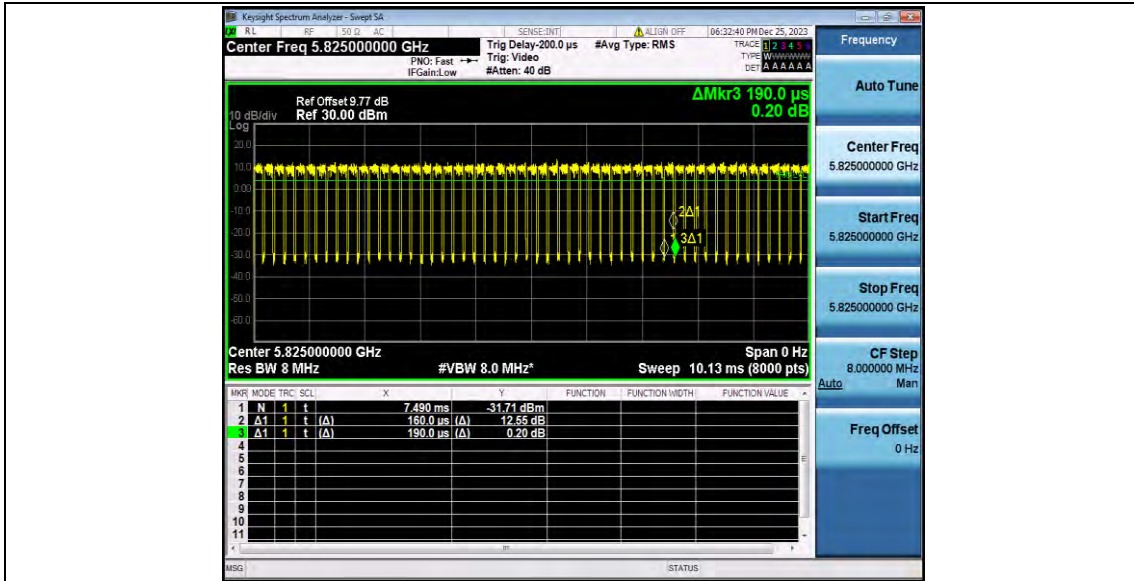 Keysight Spectrum Analyzer - Swept SA
RL RF 50 Ω AC SENSE:INT ALIGN OFF 06:32:40 PM Dec 25, 2023
Center Freq 5.825000000 GHz
PNO: Fast
IFGain:Low
Trig Delay-200.0 µs
Trig: Video
#Atten: 40 dB
#Avg Type: RMS
TRACE 1 2 3 4 5 6
TYPE W
DET A A A A A A
ΔMkr3 190.0 µs
0.20 dB
Ref Offset 9.77 dB
10 dB/div Ref 30.00 dBm
Log
20.0
10.0
0.00
-10.0
-20.0
-30.0
-40.0
-50.0
-60.0
2Δ1
3Δ1
Center 5.825000000 GHz Span 0 Hz
Res BW 8 MHz #VBW 8.0 MHz* Sweep 10.13 ms (8000 pts)
MKR MODE TRC SCL X Y FUNCTION FUNCTION WIDTH FUNCTION VALUE
1 N 1 t 7.490 ms -31.71 dBm
2 Δ1 1 t (Δ) 160.0 µs (Δ) 12.55 dB
3 Δ1 1 t (Δ) 190.0 µs (Δ) 0.20 dB
4
5
6
7
8
9
10
11
MSG STATUS
Frequency
Auto Tune
Center Freq
5.825000000 GHz
Start Freq
5.825000000 GHz
Stop Freq
5.825000000 GHz
CF Step
8.000000 MHz
Auto Man
Freq Offset
0 Hz